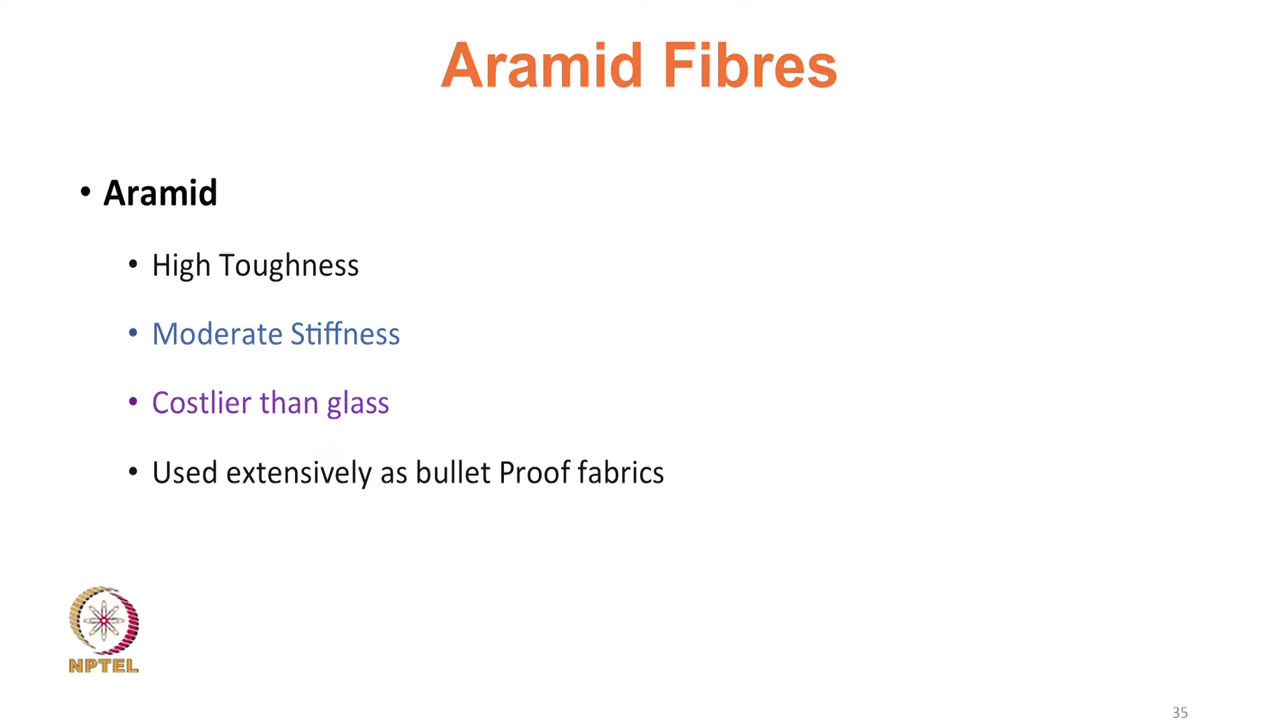 Aramid Fibres
• Aramid
• High Toughness
• Moderate Stiffness
• Costlier than glass
• Used extensively as bullet Proof fabrics
NPTEL
35